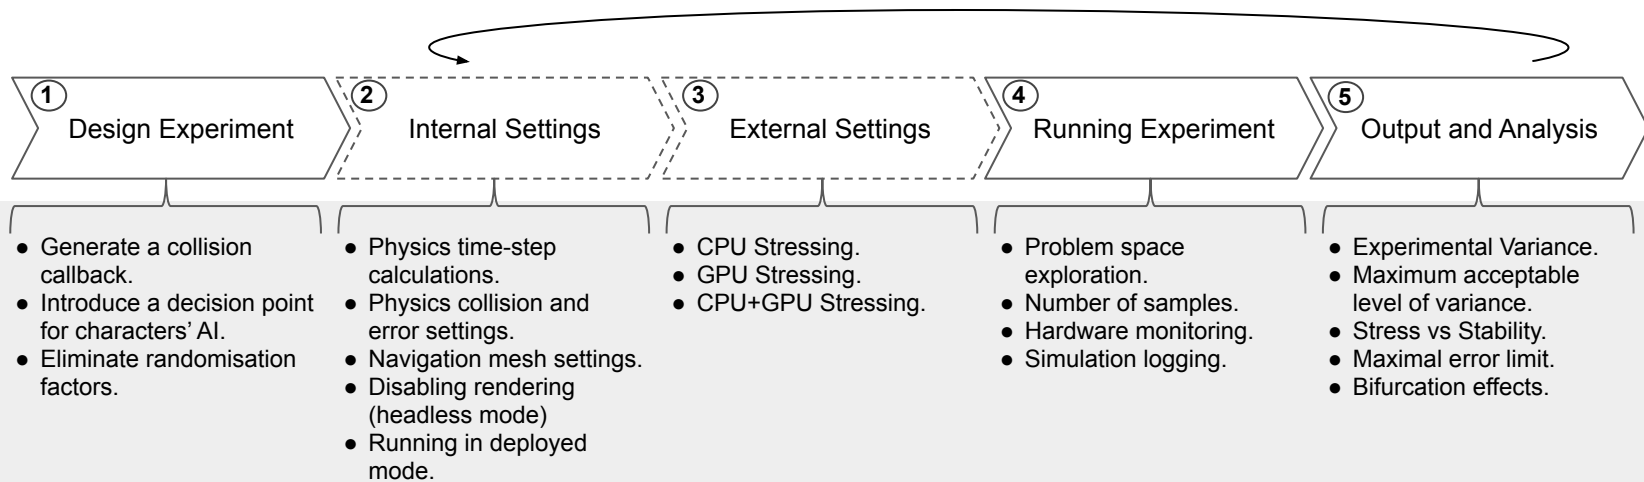 1
Design Experiment
2
Internal Settings
3
External Settings
4
Running Experiment
5
Output and Analysis
● Generate a collision
callback.
● Introduce a decision point
for characters’ AI.
● Eliminate randomisation
factors.
● Physics time-step
calculations.
● Physics collision and
error settings.
● Navigation mesh settings.
● Disabling rendering
(headless mode)
● Running in deployed
mode.
● CPU Stressing.
● GPU Stressing.
● CPU+GPU Stressing.
● Problem space
exploration.
● Number of samples.
● Hardware monitoring.
● Simulation logging.
● Experimental Variance.
● Maximum acceptable
level of variance.
● Stress vs Stability.
● Maximal error limit.
● Bifurcation effects.